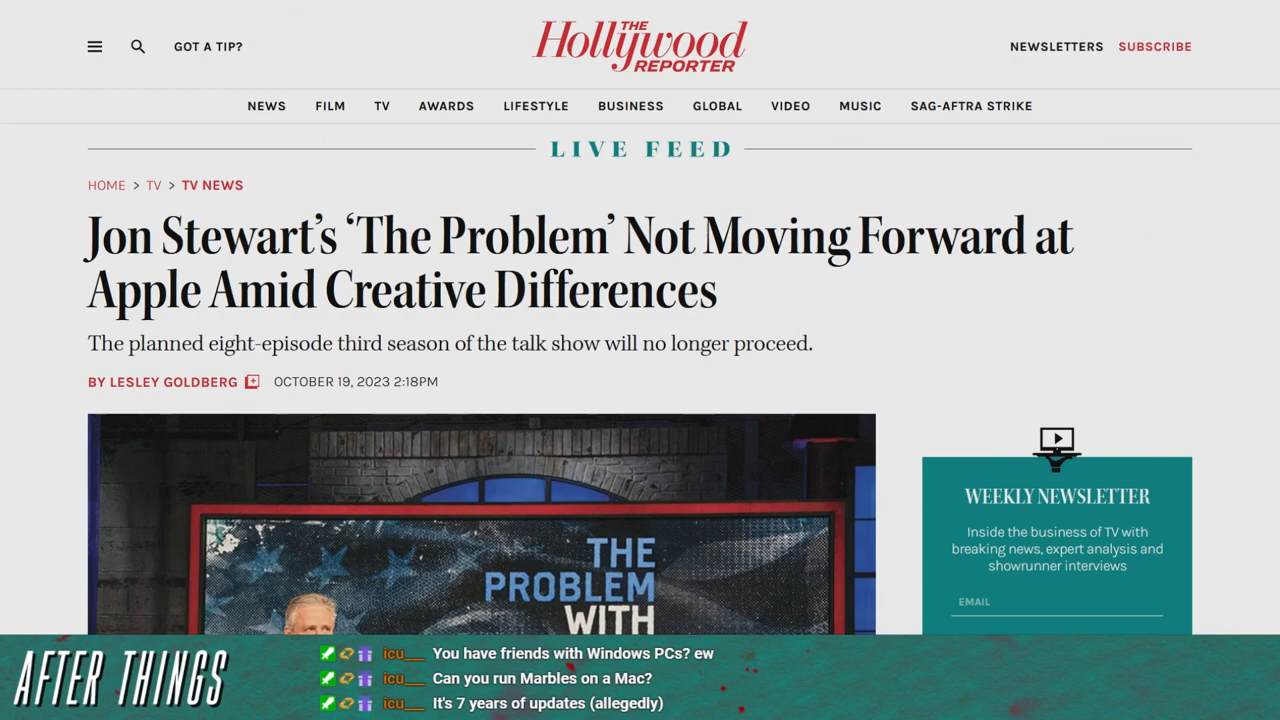 GOT A TIP?
THE
Hollywood
REPORTER
NEWSLETTERS SUBSCRIBE
NEWS FILM TV AWARDS LIFESTYLE BUSINESS GLOBAL VIDEO MUSIC SAG-AFTRA STRIKE
LIVE FEED
HOME > TV > TV NEWS
Jon Stewart's ‘The Problem’ Not Moving Forward at
Apple Amid Creative Differences
The planned eight-episode third season of the talk show will no longer proceed.
BY LESLEY GOLDBERG OCTOBER 19, 2023 2:18PM
THE
PROBLEM
WITH
WEEKLY NEWSLETTER
Inside the business of TV with
breaking news, expert analysis and
showrunner interviews
EMAIL
AFTER THINGS
icu__ You have friends with Windows PCs? ew
icu__ Can you run Marbles on a Mac?
icu__ It's 7 years of updates (allegedly)